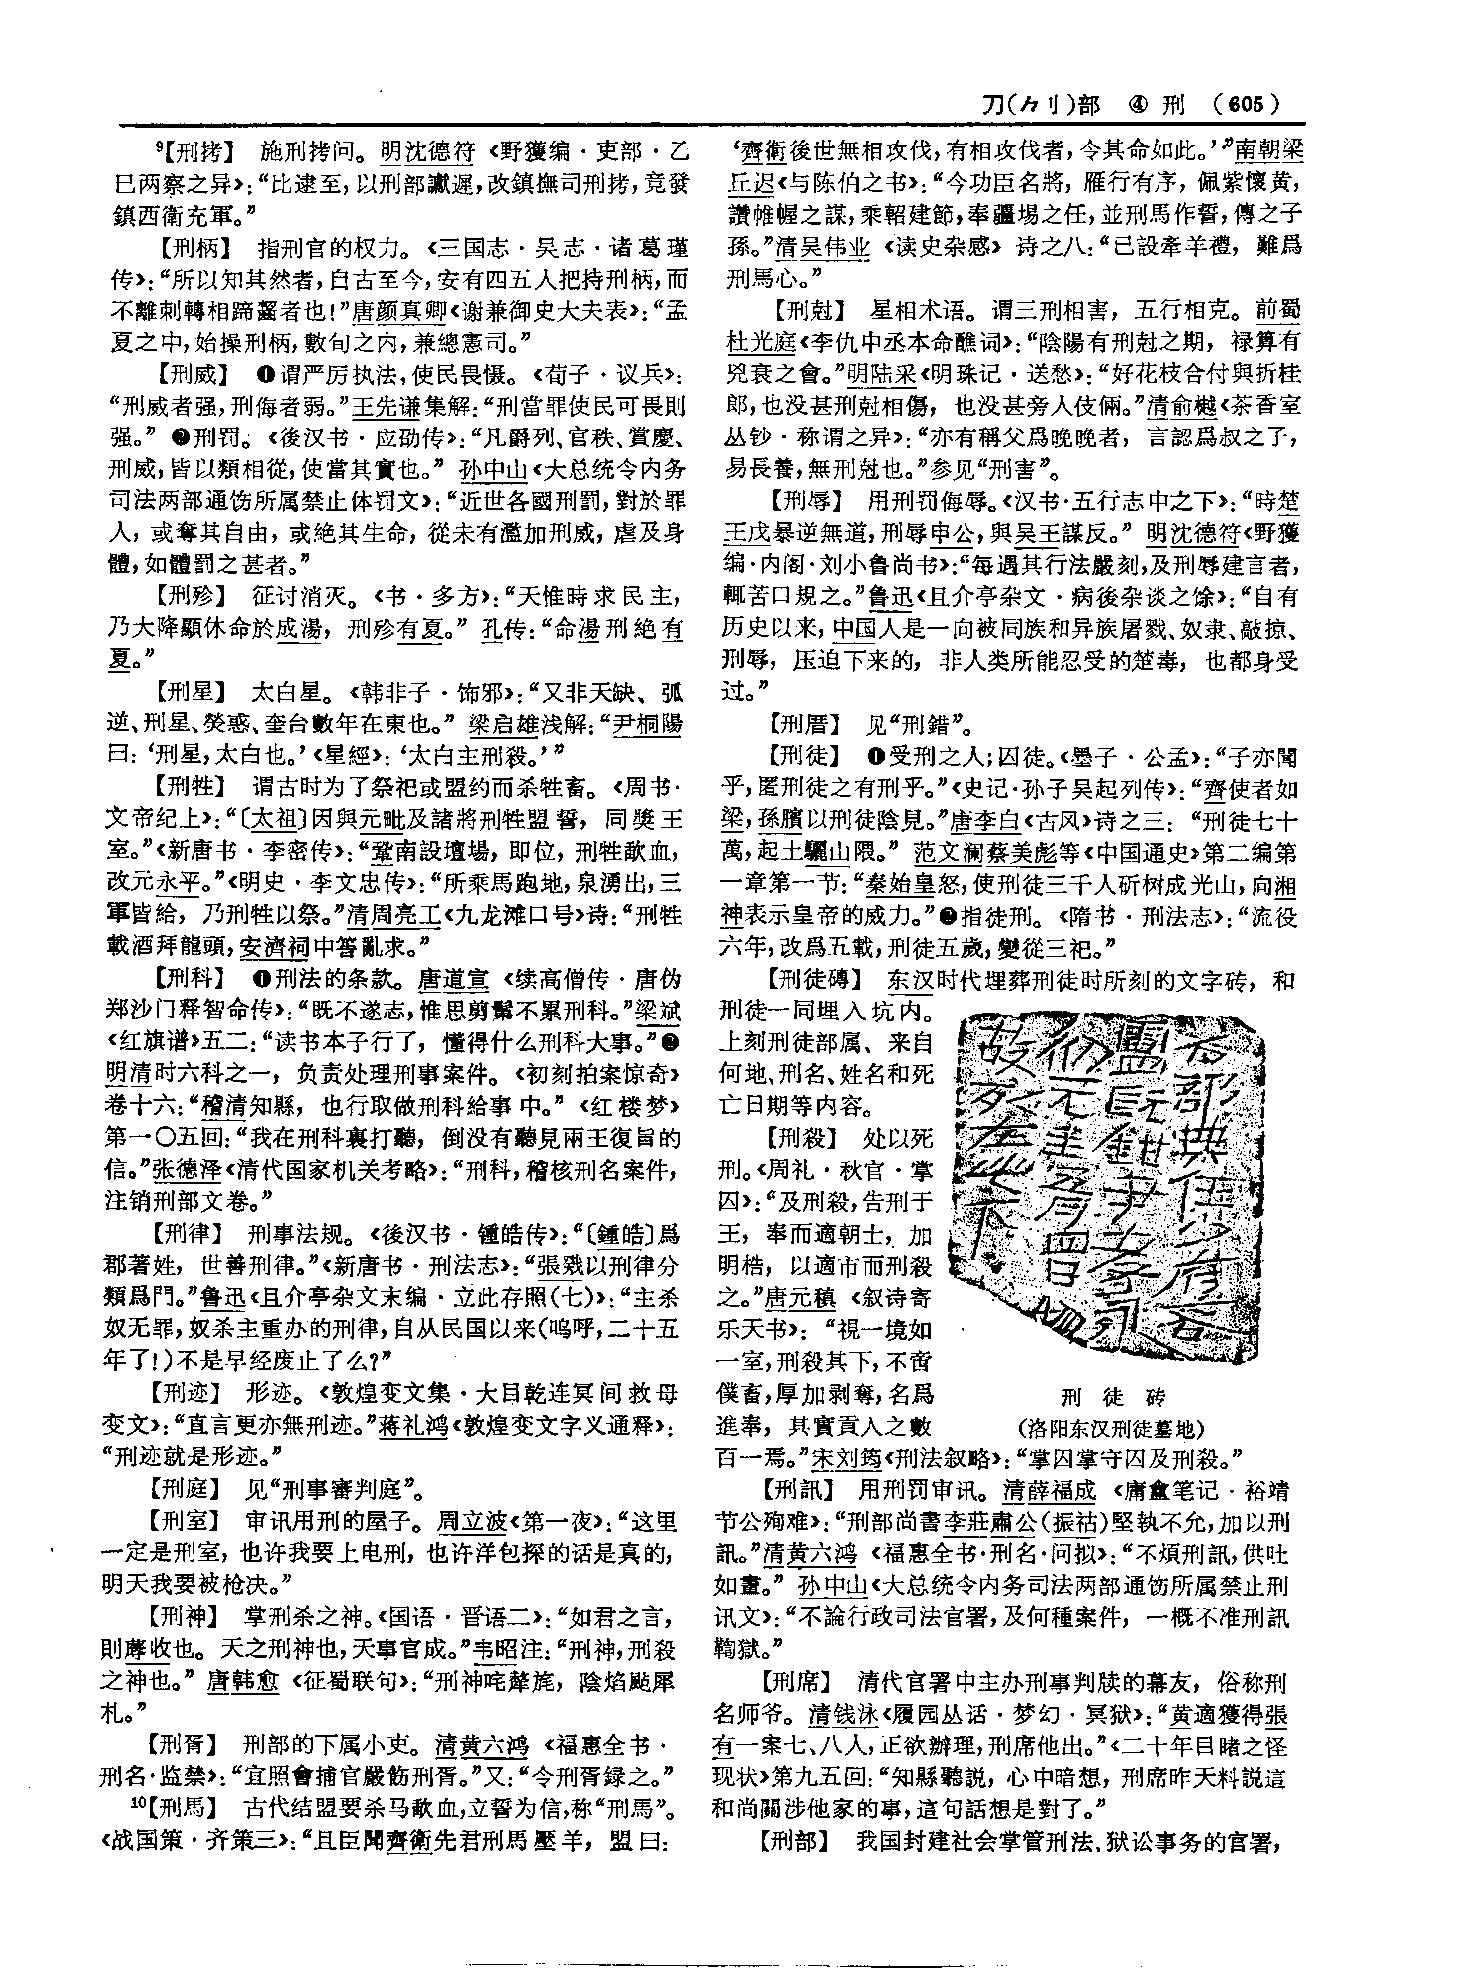 刀(⺈刂)部 ④ 刑 (605)
⁹【刑拷】 施刑拷问。明沈德符《野獲编·吏部·乙
巳两察之异》：“比逮至，以刑部讞遲，改鎮撫司刑拷，竟發
鎮西衛充軍。”
【刑柄】 指刑官的权力。《三国志·吴志·诸葛瑾
传》：“所以知其然者，自古至今，安有四五人把持刑柄，而
不離刺轉相蹄齧者也！”唐颜真卿《谢兼御史大夫表》：“孟
夏之中，始操刑柄，數旬之内，兼總憲司。”
【刑威】 ❶谓严厉执法，使民畏慑。《荀子·议兵》：
“刑威者强，刑侮者弱。”王先谦集解：“刑當罪使民可畏則
强。” ❷刑罚。《後汉书·应劭传》：“凡爵列、官秩、賞慶、
刑威，皆以類相從，使當其實也。” 孙中山《大总统令内务
司法两部通饬所属禁止体罚文》：“近世各國刑罰，對於罪
人，或奪其自由，或絶其生命，從未有濫加刑威，虐及身
體，如體罰之甚者。”
【刑殄】 征讨消灭。《书·多方》：“天惟時求民主，
乃大降顯休命於成湯，刑殄有夏。” 孔传：“命湯刑絶有
夏。”
【刑星】 太白星。《韩非子·饰邪》：“又非天缺、弧
逆、刑星、熒惑、奎台數年在東也。” 梁启雄浅解：“尹桐陽
曰：‘刑星，太白也。’《星經》：‘太白主刑殺。’”
【刑牲】 谓古时为了祭祀或盟约而杀牲畜。《周书·
文帝纪上》：“〔太祖〕因與元毗及諸將刑牲盟誓，同獎王
室。”《新唐书·李密传》：“鞏南設壇場，即位，刑牲歃血，
改元永平。”《明史·李文忠传》：“所乘馬跑地，泉湧出，三
軍皆給，乃刑牲以祭。”清周亮工《九龙滩口号》诗：“刑牲
載酒拜龍頭，安濟祠中筶亂求。”
【刑科】 ❶刑法的条款。唐道宣《续高僧传·唐伪
郑沙门释智命传》：“既不遂志，惟思剪鬀不累刑科。”梁斌
《红旗谱》五二：“读书本子行了，懂得什么刑科大事。”❷
明清时六科之一，负责处理刑事案件。《初刻拍案惊奇》
卷十六：“稽清知縣，也行取做刑科給事中。”《红楼梦》
第一〇五回：“我在刑科裏打聽，倒没有聽見兩王復旨的
信。”张德泽《清代国家机关考略》：“刑科，稽核刑名案件，
注销刑部文卷。”
【刑律】 刑事法规。《後汉书·锺皓传》：“〔鍾皓〕爲
郡著姓，世善刑律。”《新唐书·刑法志》：“張戣以刑律分
類爲門。”鲁迅《且介亭杂文末编·立此存照(七)》：“主杀
奴无罪，奴杀主重办的刑律，自从民国以来(呜呼，二十五
年了！)不是早经废止了么？”
【刑迹】 形迹。《敦煌变文集·大目乾连冥间救母
变文》：“直言更亦無刑迹。”蒋礼鸿《敦煌变文字义通释》：
“刑迹就是形迹。”
【刑庭】 见“刑事審判庭”。
【刑室】 审讯用刑的屋子。周立波《第一夜》：“这里
一定是刑室，也许我要上电刑，也许洋包探的话是真的，
明天我要被枪决。”
【刑神】 掌刑杀之神。《国语·晋语二》：“如君之言，
則蓐收也。天之刑神也，天事官成。”韦昭注：“刑神，刑殺
之神也。” 唐韩愈《征蜀联句》：“刑神咤犛旄，陰焰颭犀
札。”
【刑胥】 刑部的下属小吏。清黄六鸿《福惠全书·
刑名·监禁》：“宜照會捕官嚴飭刑胥。”又：“令刑胥録之。”
¹⁰【刑馬】 古代结盟要杀马歃血，立誓为信，称“刑馬”。
《战国策·齐策三》：“且臣聞齊衛先君刑馬壓羊，盟曰：
‘齊衛後世無相攻伐，有相攻伐者，令其命如此。’”南朝梁
丘迟《与陈伯之书》：“今功臣名將，雁行有序，佩紫懷黄，
讚帷幄之謀，乘軺建節，奉疆埸之任，並刑馬作誓，傳之子
孫。”清吴伟业《读史杂感》诗之八：“已設牽羊禮，難爲
刑馬心。”
【刑尅】 星相术语。谓三刑相害，五行相克。前蜀
杜光庭《李仇中丞本命醮词》：“陰陽有刑尅之期，禄算有
兇衰之會。”明陆采《明珠记·送愁》：“好花枝合付與折桂
郎，也没甚刑尅相傷，也没甚旁人伎倆。”清俞樾《茶香室
丛钞·称谓之异》：“亦有稱父爲晚晚者，言認爲叔之子，
易長養，無刑尅也。”参见“刑害”。
【刑辱】 用刑罚侮辱。《汉书·五行志中之下》：“時楚
王戊暴逆無道，刑辱申公，與吴王謀反。” 明沈德符《野獲
编·内阁·刘小鲁尚书》：“每遇其行法嚴刻，及刑辱建言者，
輒苦口規之。”鲁迅《且介亭杂文·病後杂谈之馀》：“自有
历史以来，中国人是一向被同族和异族屠戮、奴隶、敲掠、
刑辱，压迫下来的，非人类所能忍受的楚毒，也都身受
过。”
【刑厝】 见“刑錯”。
【刑徒】 ❶受刑之人；囚徒。《墨子·公孟》：“子亦聞
乎，匿刑徒之有刑乎。”《史记·孙子吴起列传》：“齊使者如
梁，孫臏以刑徒陰見。”唐李白《古风》诗之三：“刑徒七十
萬，起土驪山隈。” 范文澜蔡美彪等《中国通史》第二编第
一章第一节：“秦始皇怒，使刑徒三千人斫树成光山，向湘
神表示皇帝的威力。”❷指徒刑。《隋书·刑法志》：“流役
六年，改爲五載，刑徒五歲，變從三祀。”
【刑徒磚】 东汉时代埋葬刑徒时所刻的文字砖，和
刑徒一同埋入坑内。
上刻刑徒部属、来自
何地、刑名、姓名和死
亡日期等内容。
【刑殺】 处以死
刑。《周礼·秋官·掌
囚》：“及刑殺，告刑于
王，奉而適朝士，加
明梏，以適市而刑殺
之。”唐元稹《叙诗寄
乐天书》：“視一境如
一室，刑殺其下，不啻
僕畜，厚加剥奪，名爲
進奉，其實貢入之數
百一焉。”宋刘筠《刑法叙略》：“掌囚掌守囚及刑殺。”
刑 徒 砖
(洛阳东汉刑徒墓地)
【刑訊】 用刑罚审讯。清薛福成《庸盦笔记·裕靖
节公殉难》：“刑部尚書李莊肅公(振祜)堅執不允，加以刑
訊。”清黄六鸿《福惠全书·刑名·问拟》：“不煩刑訊，供吐
如畫。” 孙中山《大总统令内务司法两部通饬所属禁止刑
讯文》：“不論行政司法官署，及何種案件，一概不准刑訊
鞫獄。”
【刑席】 清代官署中主办刑事判牍的幕友，俗称刑
名师爷。清钱泳《履园丛话·梦幻·冥狱》：“黄適獲得張
有一案七、八人，正欲辦理，刑席他出。”《二十年目睹之怪
现状》第九五回：“知縣聽説，心中暗想，刑席昨天料説這
和尚關涉他家的事，這句話想是對了。”
【刑部】 我国封建社会掌管刑法、狱讼事务的官署，